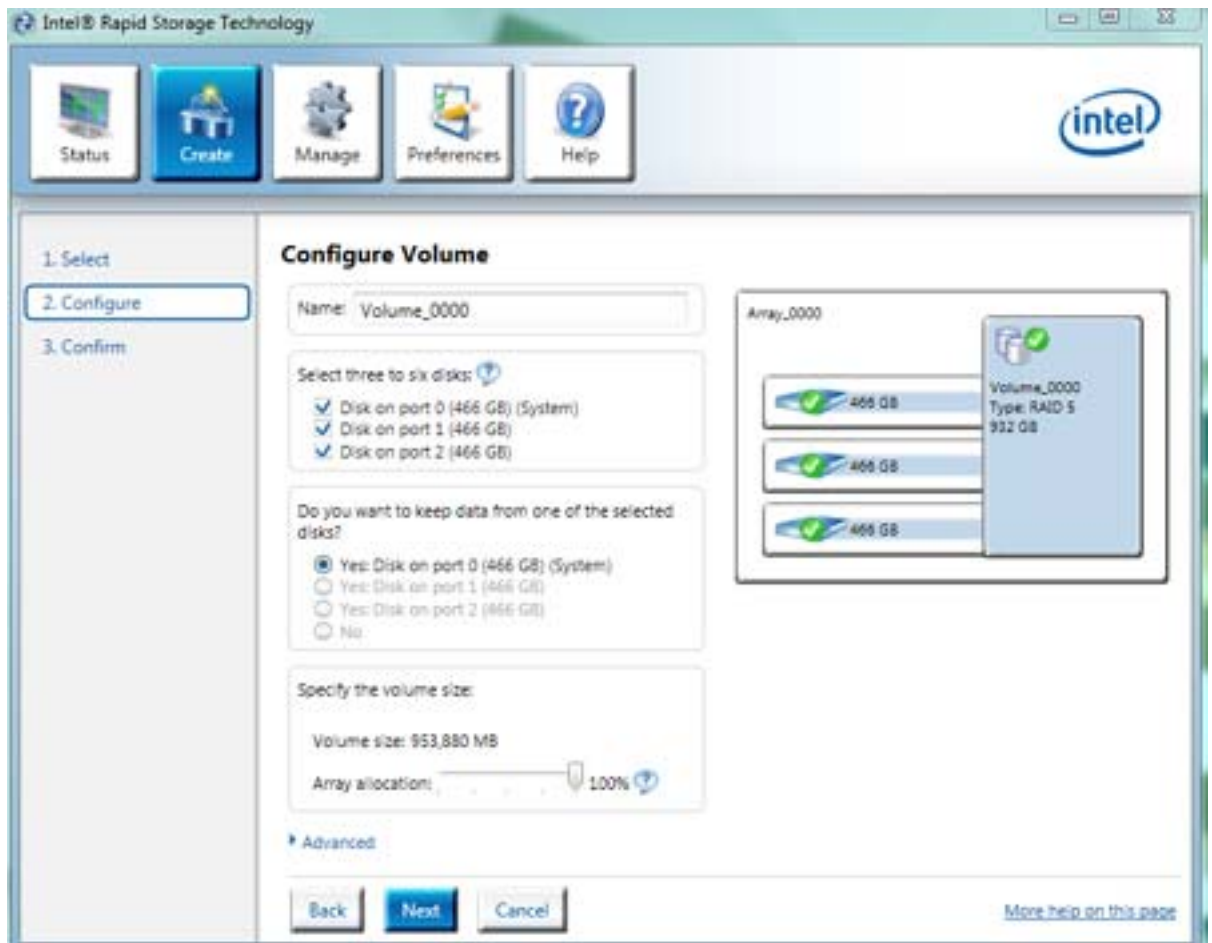 Intel® Rapid Storage Technology
Status
Create
Manage
Preferences
Help
intel
1. Select
2. Configure
3. Confirm
Configure Volume
Name: Volume_0000
Select three to six disks:
Disk on port 0 (466 GB) (System)
Disk on port 1 (466 GB)
Disk on port 2 (466 GB)
Do you want to keep data from one of the selected
disks?
Yes: Disk on port 0 (466 GB) (System)
Yes: Disk on port 1 (466 GB)
Yes: Disk on port 2 (466 GB)
No
Specify the volume size:
Volume size: 953,880 MB
Array allocation: 100%
Advanced
Back
Next
Cancel
More help on this page
Array_0000
466 GB
466 GB
466 GB
Volume_0000
Type: RAID 5
932 GB